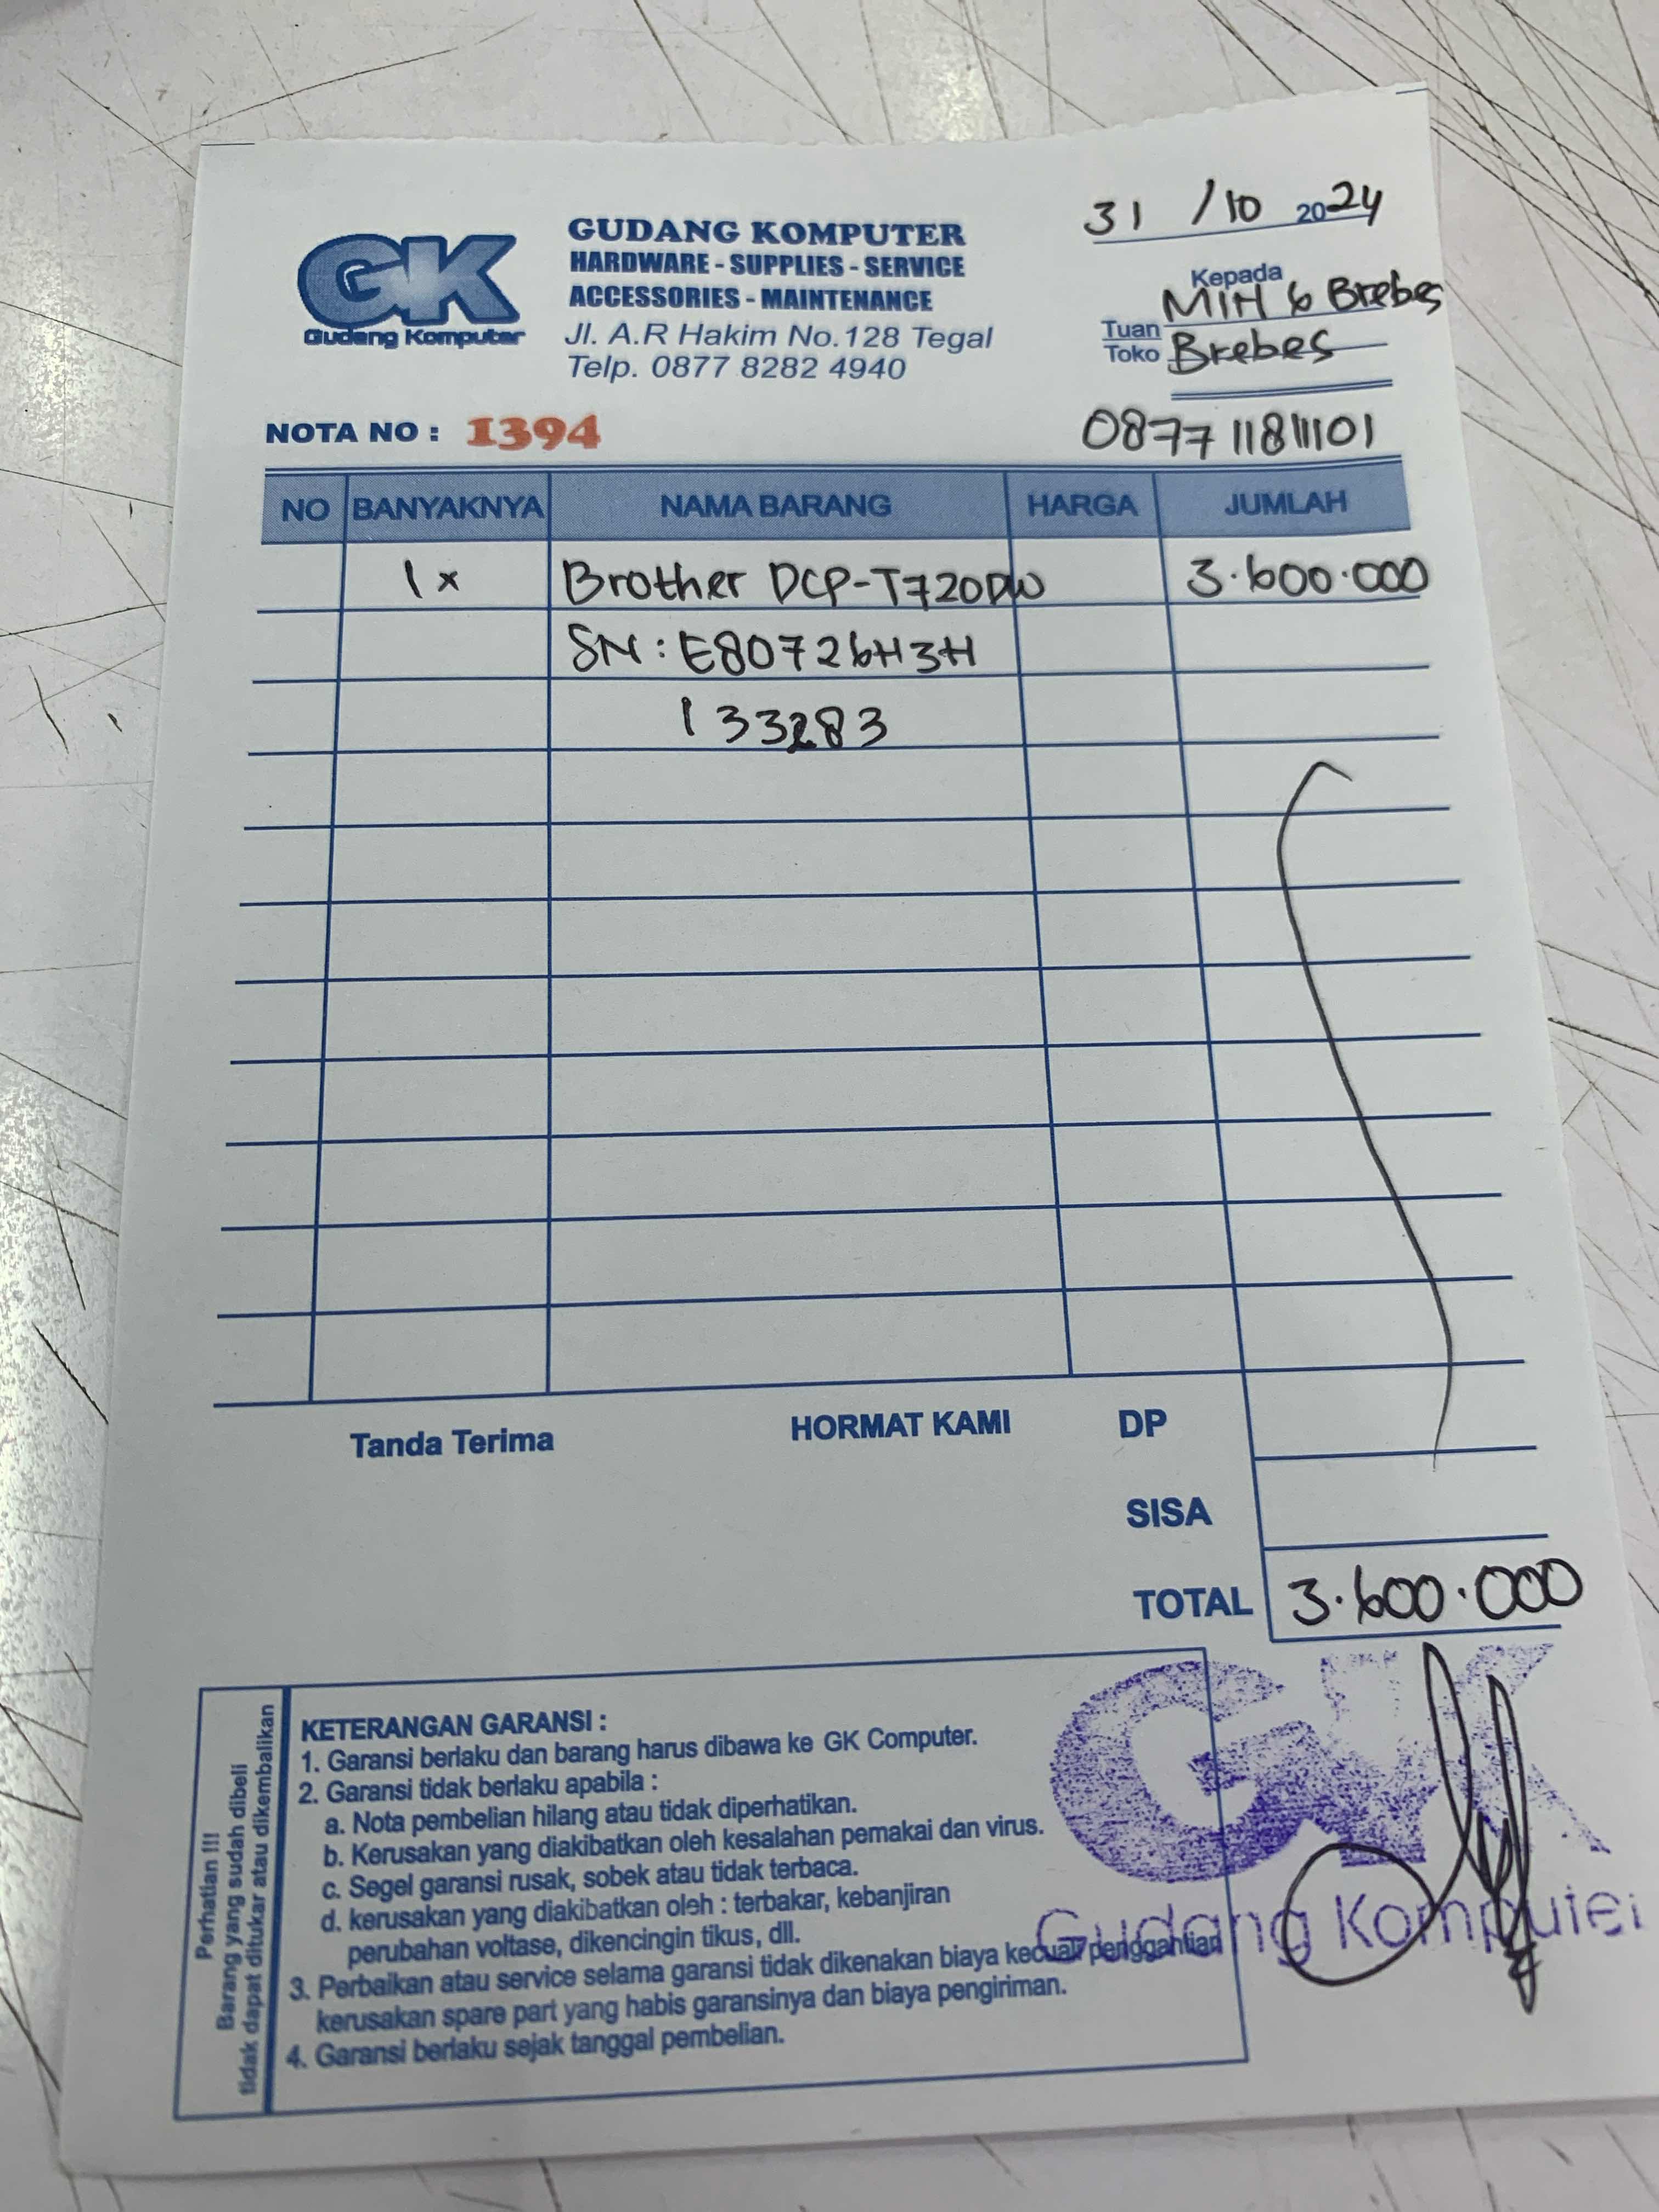 GK
Gudang Komputer
GUDANG KOMPUTER
HARDWARE - SUPPLIES - SERVICE
ACCESSORIES - MAINTENANCE
Jl. A.R Hakim No.128 Tegal
Telp. 0877 8282 4940
31 /10 2024
Kepada
MIH 6 Brebes
Tuan
Toko Brebes
NOTA NO : 1394
0877 11811101
NO BANYAKNYA NAMA BARANG HARGA JUMLAH
1 x Brother DCP-T720DW 3.600.000
SN : E80726H3H
133283
Tanda Terima HORMAT KAMI DP
SISA
TOTAL 3.600.000
Perhatian !!!
Barang yang sudah dibeli
tidak dapat ditukar atau dikembalikan
KETERANGAN GARANSI :
1. Garansi berlaku dan barang harus dibawa ke GK Computer.
2. Garansi tidak berlaku apabila :
a. Nota pembelian hilang atau tidak diperhatikan.
b. Kerusakan yang diakibatkan oleh kesalahan pemakai dan virus.
c. Segel garansi rusak, sobek atau tidak terbaca.
d. kerusakan yang diakibatkan oleh : terbakar, kebanjiran
perubahan voltase, dikencingin tikus, dll.
3. Perbaikan atau service selama garansi tidak dikenakan biaya kecuali penggantian
kerusakan spare part yang habis garansinya dan biaya pengiriman.
4. Garansi berlaku sejak tanggal pembelian.
GK
Gudang Komputer